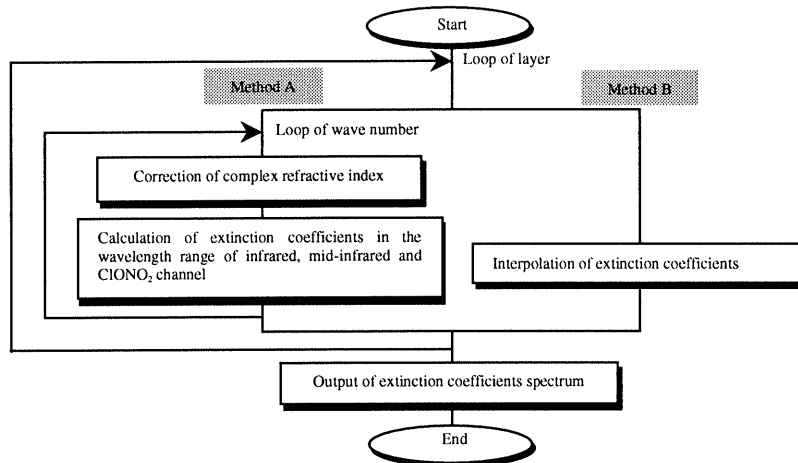 Start
Loop of layer
Method A
Method B
Loop of wave number
Correction of complex refractive index
Calculation of extinction coefficients in the
wavelength range of infrared, mid-infrared and
ClONO₂ channel
Interpolation of extinction coefficients
Output of extinction coefficients spectrum
End